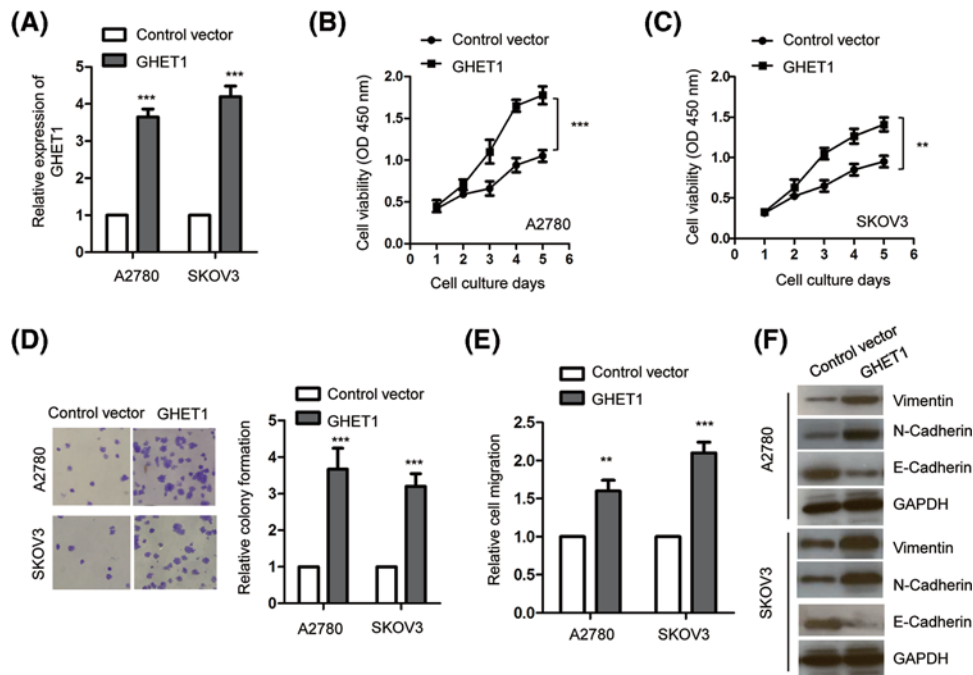 (A)
Control vector
GHET1
Relative expression of
GHET1
5
4
3
2
1
0
***
***
A2780
SKOV3
(B)
Control vector
GHET1
Cell viability (OD 450 nm)
2.0
1.5
1.0
0.5
0.0
***
A2780
0 1 2 3 4 5 6
Cell culture days
(C)
Control vector
GHET1
Cell viability (OD 450 nm)
2.0
1.5
1.0
0.5
0.0
**
SKOV3
0 1 2 3 4 5 6
Cell culture days
(D)
Control vector GHET1
A2780
SKOV3
Control vector
GHET1
Relative colony formation
5
4
3
2
1
0
***
***
A2780
SKOV3
(E)
Control vector
GHET1
Relative cell migration
2.5
2.0
1.5
1.0
0.5
0.0
**
***
A2780
SKOV3
(F)
Control vector
GHET1
A2780
Vimentin
N-Cadherin
E-Cadherin
GAPDH
SKOV3
Vimentin
N-Cadherin
E-Cadherin
GAPDH